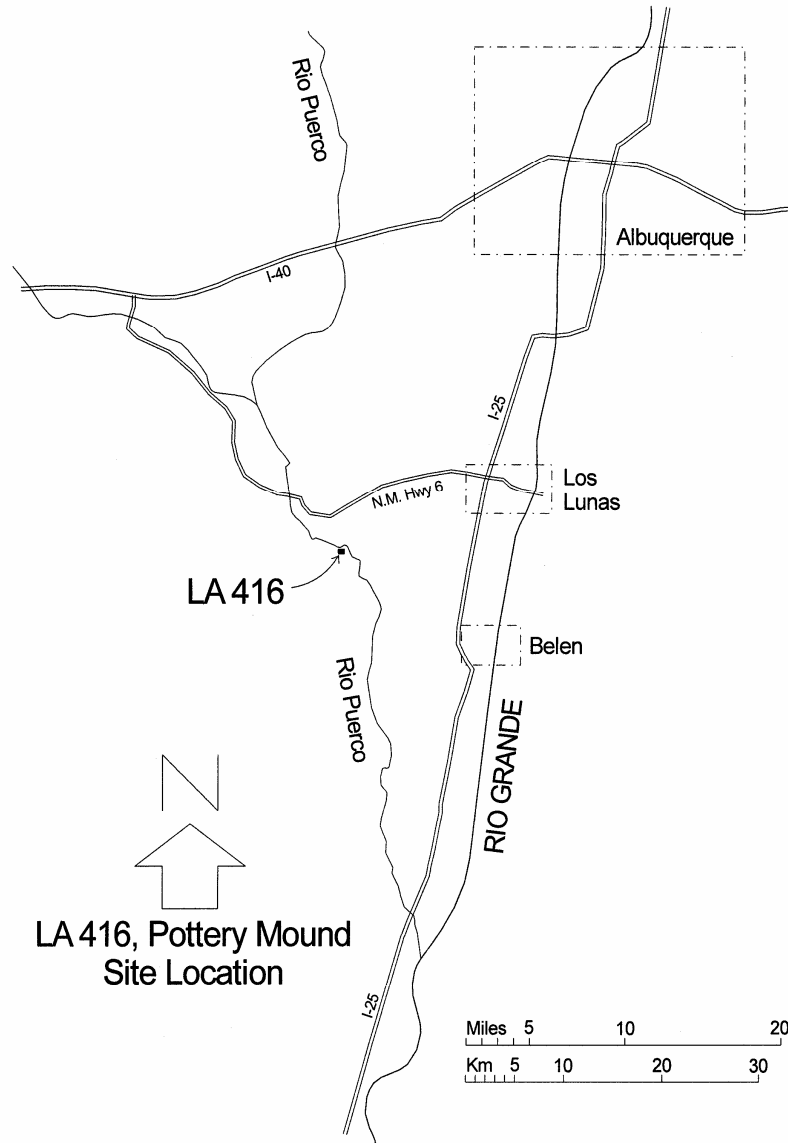 Rio Puerco
Albuquerque
I-40
I-25
Los
Lunas
N.M. Hwy 6
LA 416
Belen
Rio Puerco
RIO GRANDE
N
LA 416, Pottery Mound
Site Location
I-25
Miles 5 10 20
Km 5 10 20 30